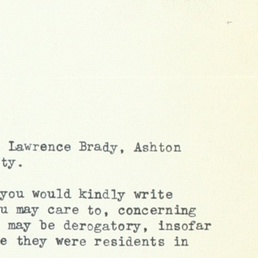 Lawrence Brady, Ashton
ty.
you would kindly write
u may care to, concerning
may be derogatory, insofar
e they were residents in